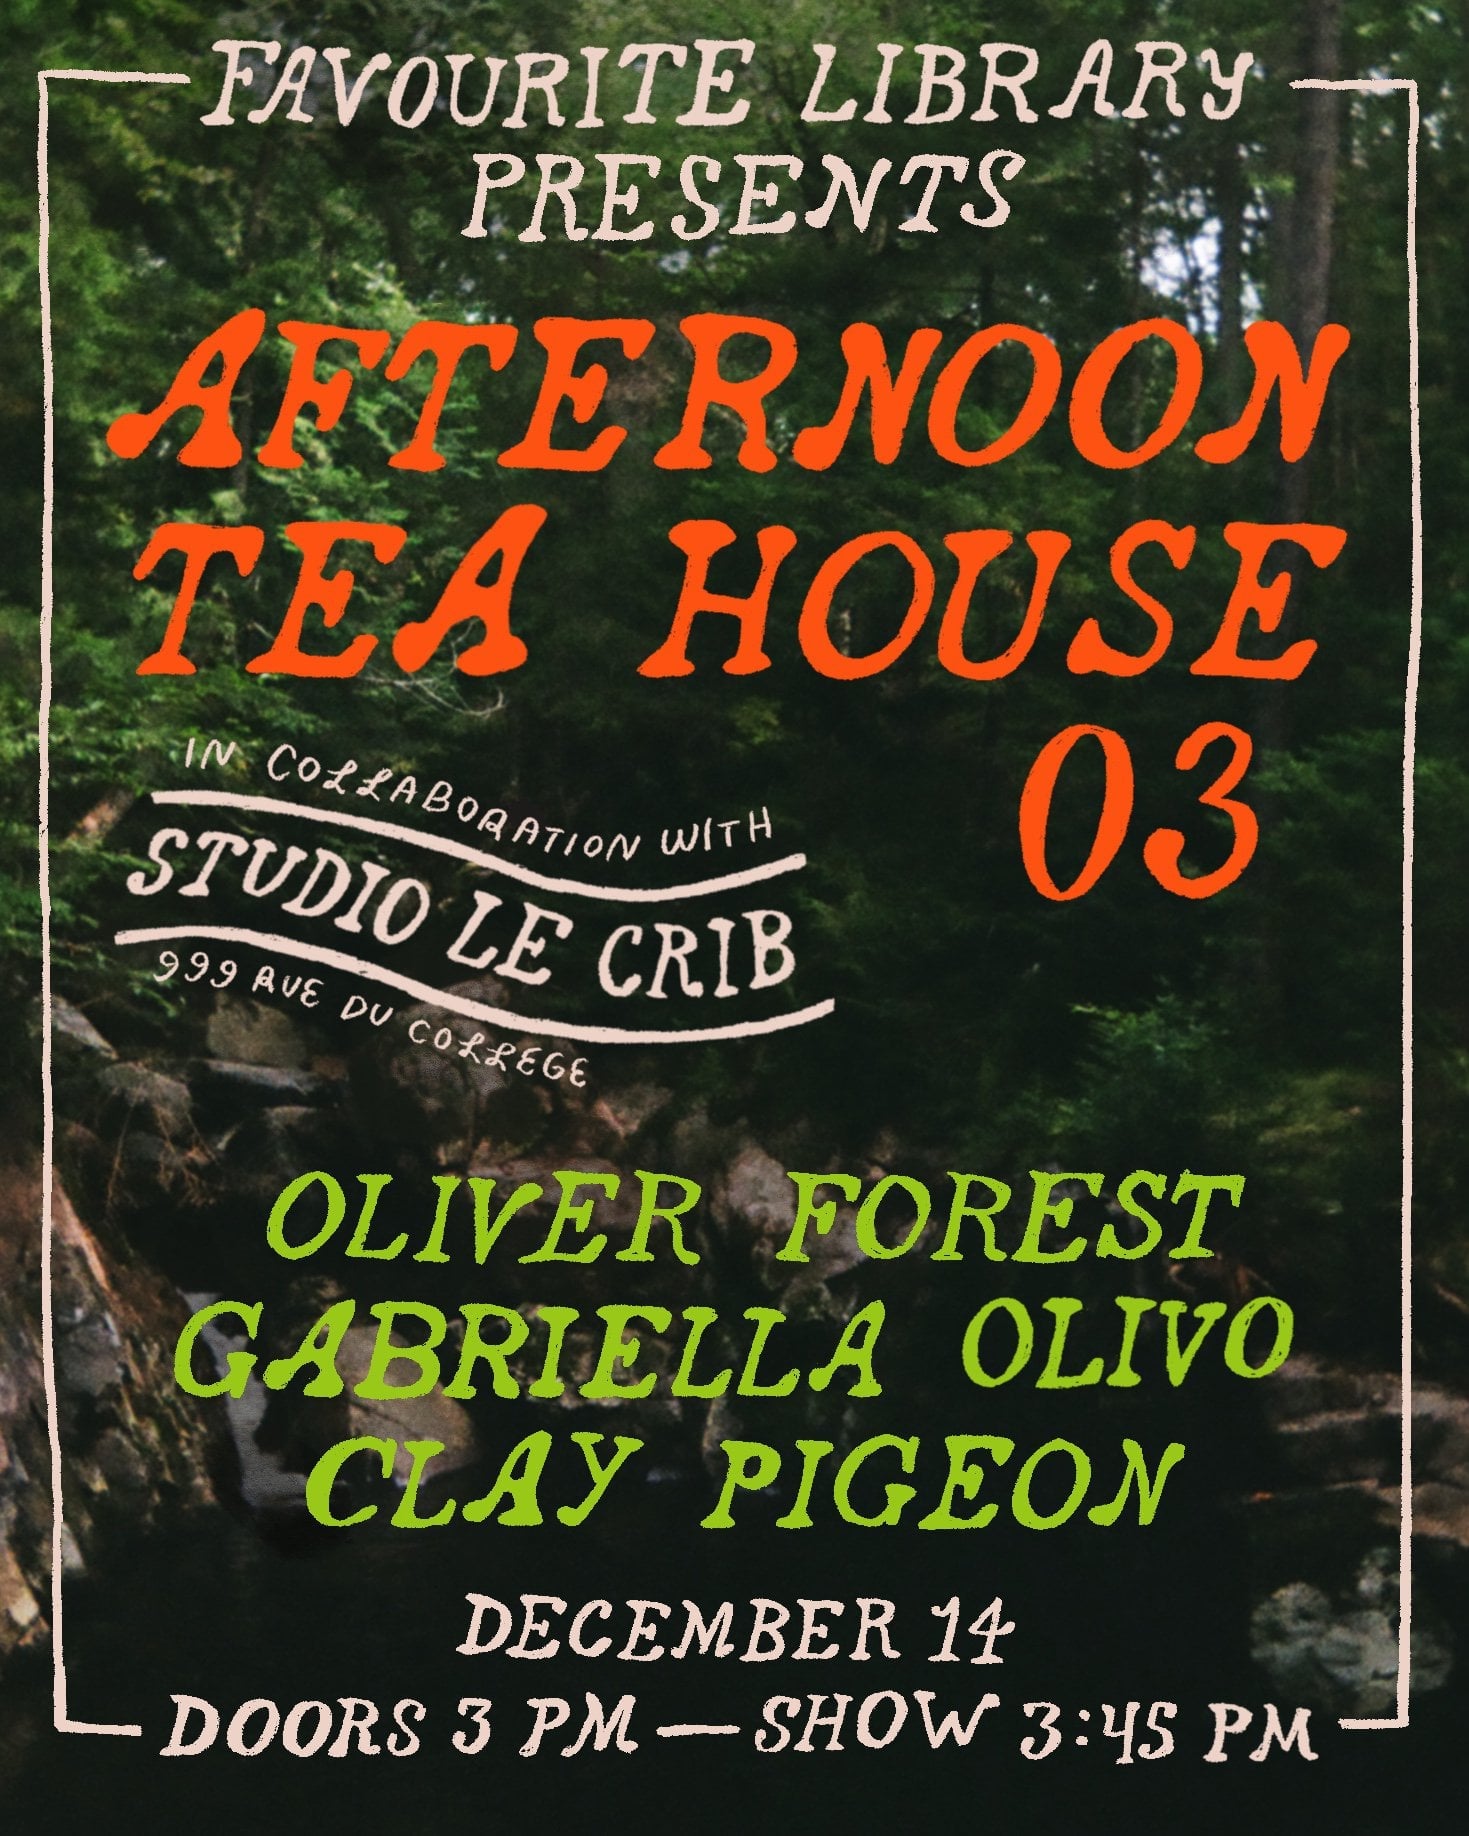 FAVOURITE LIBRARY
PRESENTS
AFTERNOON
TEA HOUSE
03
IN COLLABORATION WITH
STUDIO LE CRIB
999 AVE DU COLLEGE
OLIVER FOREST
GABRIELLA OLIVO
CLAY PIGEON
DECEMBER 14
DOORS 3 PM — SHOW 3:45 PM